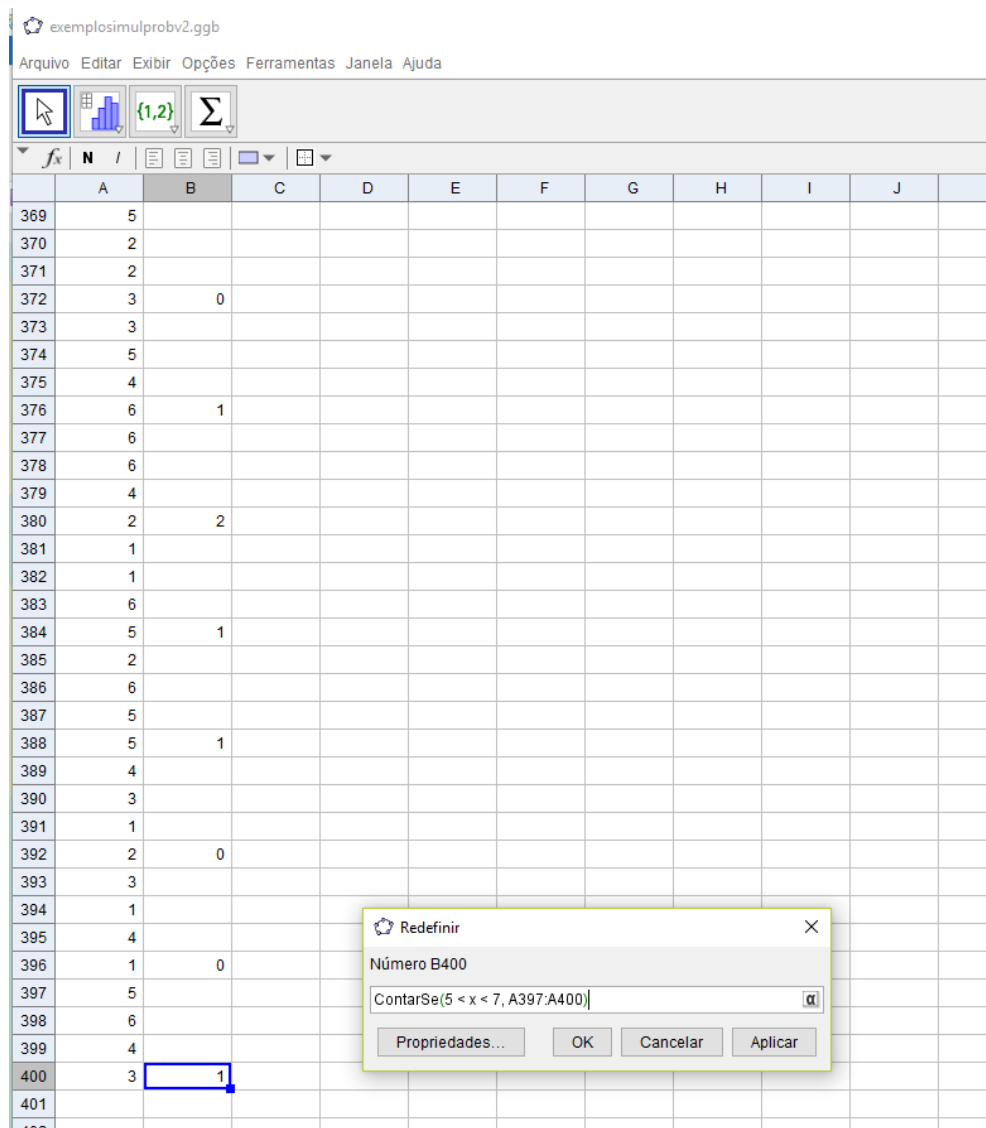 exemplosimulprobv2.ggb
Arquivo Editar Exibir Opções Ferramentas Janela Ajuda
{1,2} Σ
fx N I
A B C D E F G H I J
369 5
370 2
371 2
372 3 0
373 3
374 5
375 4
376 6 1
377 6
378 6
379 4
380 2 2
381 1
382 1
383 6
384 5 1
385 2
386 6
387 5
388 5 1
389 4
390 3
391 1
392 2 0
393 3
394 1
395 4
396 1 0
397 5
398 6
399 4
400 3 1
401
Redefinir
Número B400
ContarSe(5 < x < 7, A397:A400) α
Propriedades... OK Cancelar Aplicar